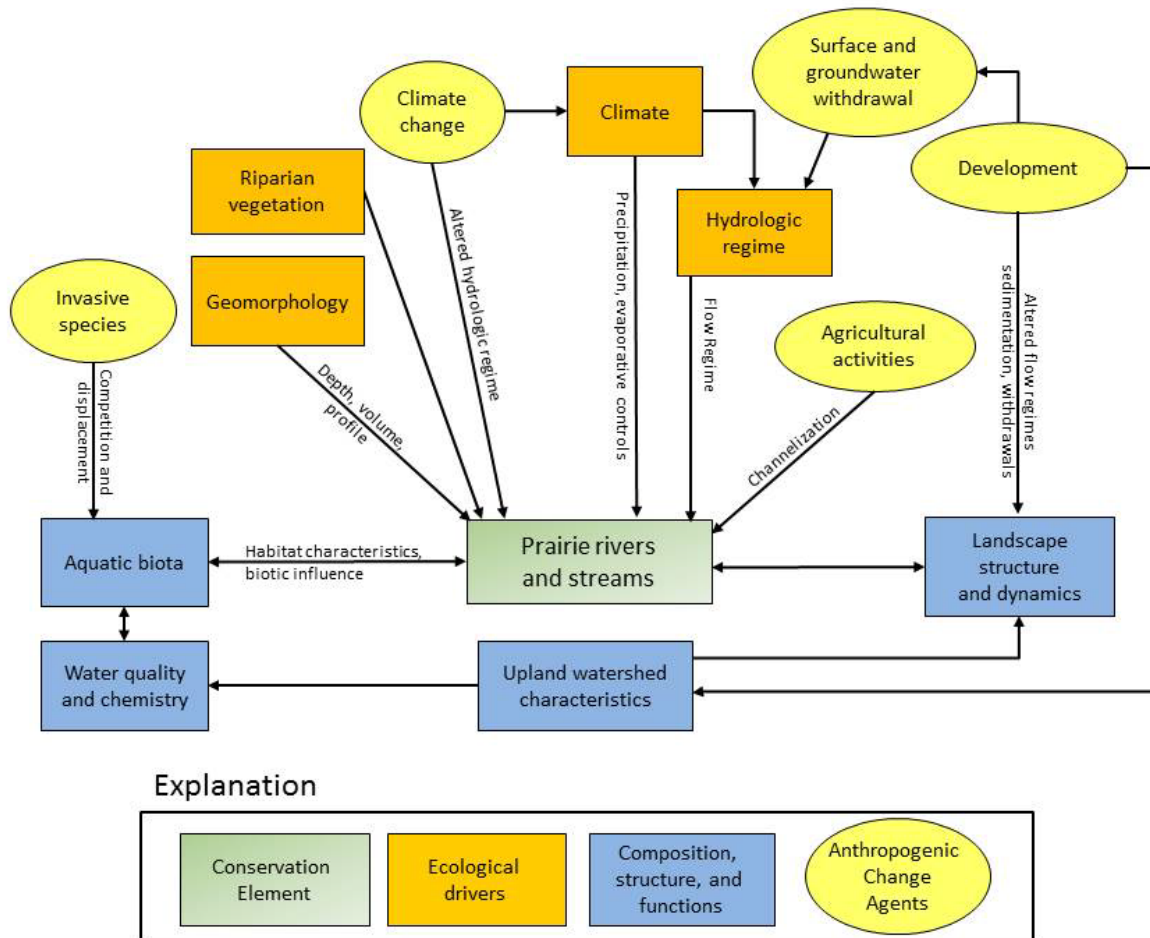 Surface and
groundwater
withdrawal
Climate
change
Climate
Development
Riparian
vegetation
Hydrologic
regime
Geomorphology
Invasive
species
Agricultural
activities
Altered hydrologic regime
Precipitation, evaporative controls
Flow Regime
Altered flow regimes
sedimentation, withdrawals
Competition and
displacement
Depth, volume,
profile
Channelization
Aquatic biota
Habitat characteristics,
biotic influence
Prairie rivers
and streams
Landscape
structure
and dynamics
Water quality
and chemistry
Upland watershed
characteristics
Explanation
Conservation
Element
Ecological
drivers
Composition,
structure, and
functions
Anthropogenic
Change
Agents